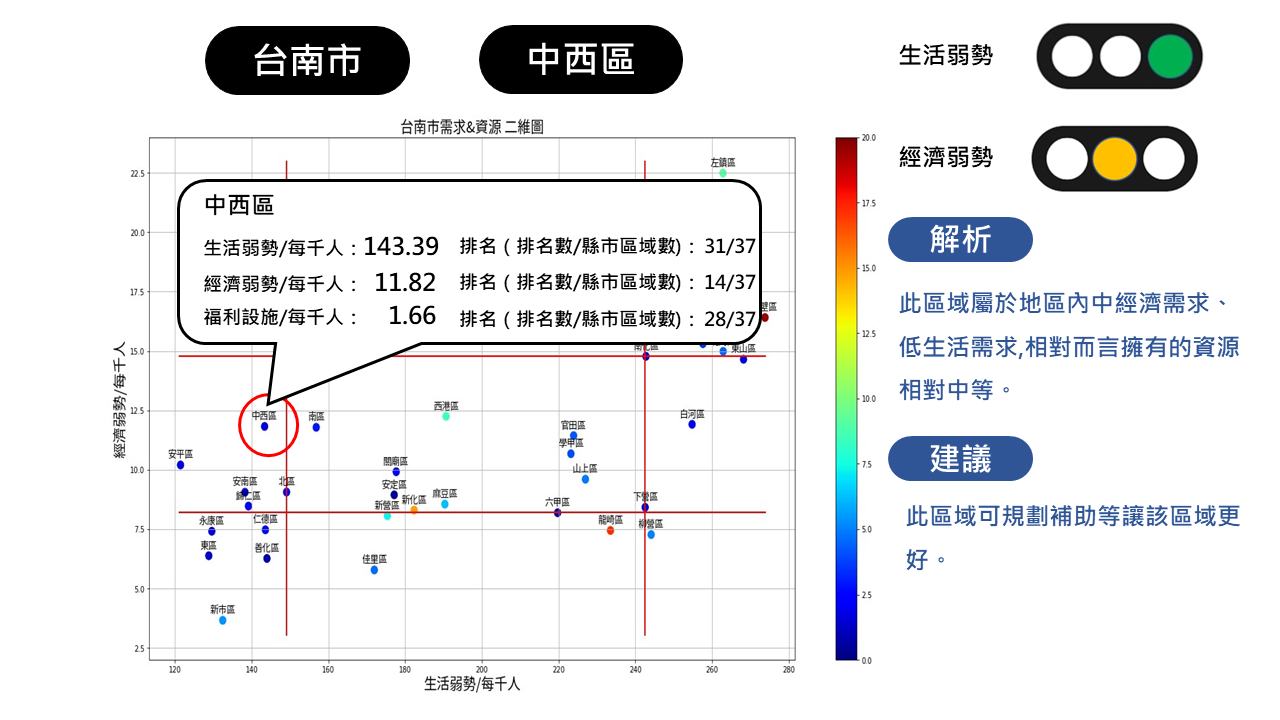 台南市
中西區
生活弱勢
經濟弱勢
台南市需求&資源 二維圖
左鎮區
中西區
生活弱勢/每千人：143.39 排名 ( 排名數/縣市區域數)： 31/37
經濟弱勢/每千人： 11.82 排名 ( 排名數/縣市區域數)： 14/37
福利設施/每千人： 1.66 排名 ( 排名數/縣市區域數)： 28/37
東山區
西港區
中西區
南區
白河區
官田區
學甲區
安平區
關廟區
山上區
安南區
北區
安定區
歸仁區
新營區
新化區
麻豆區
六甲區
下營區
永康區
仁德區
龍崎區
柳營區
東區
善化區
佳里區
新市區
經濟弱勢/每千人
22.5
20.0
17.5
15.0
12.5
10.0
7.5
5.0
2.5
120 140 160 180 200 220 240 260 280
生活弱勢/每千人
20.0
17.5
15.0
12.5
10.0
7.5
5.0
2.5
0.0
解析
此區域屬於地區內中經濟需求、
低生活需求,相對而言擁有的資源
相對中等。
建議
此區域可規劃補助等讓該區域更
好。